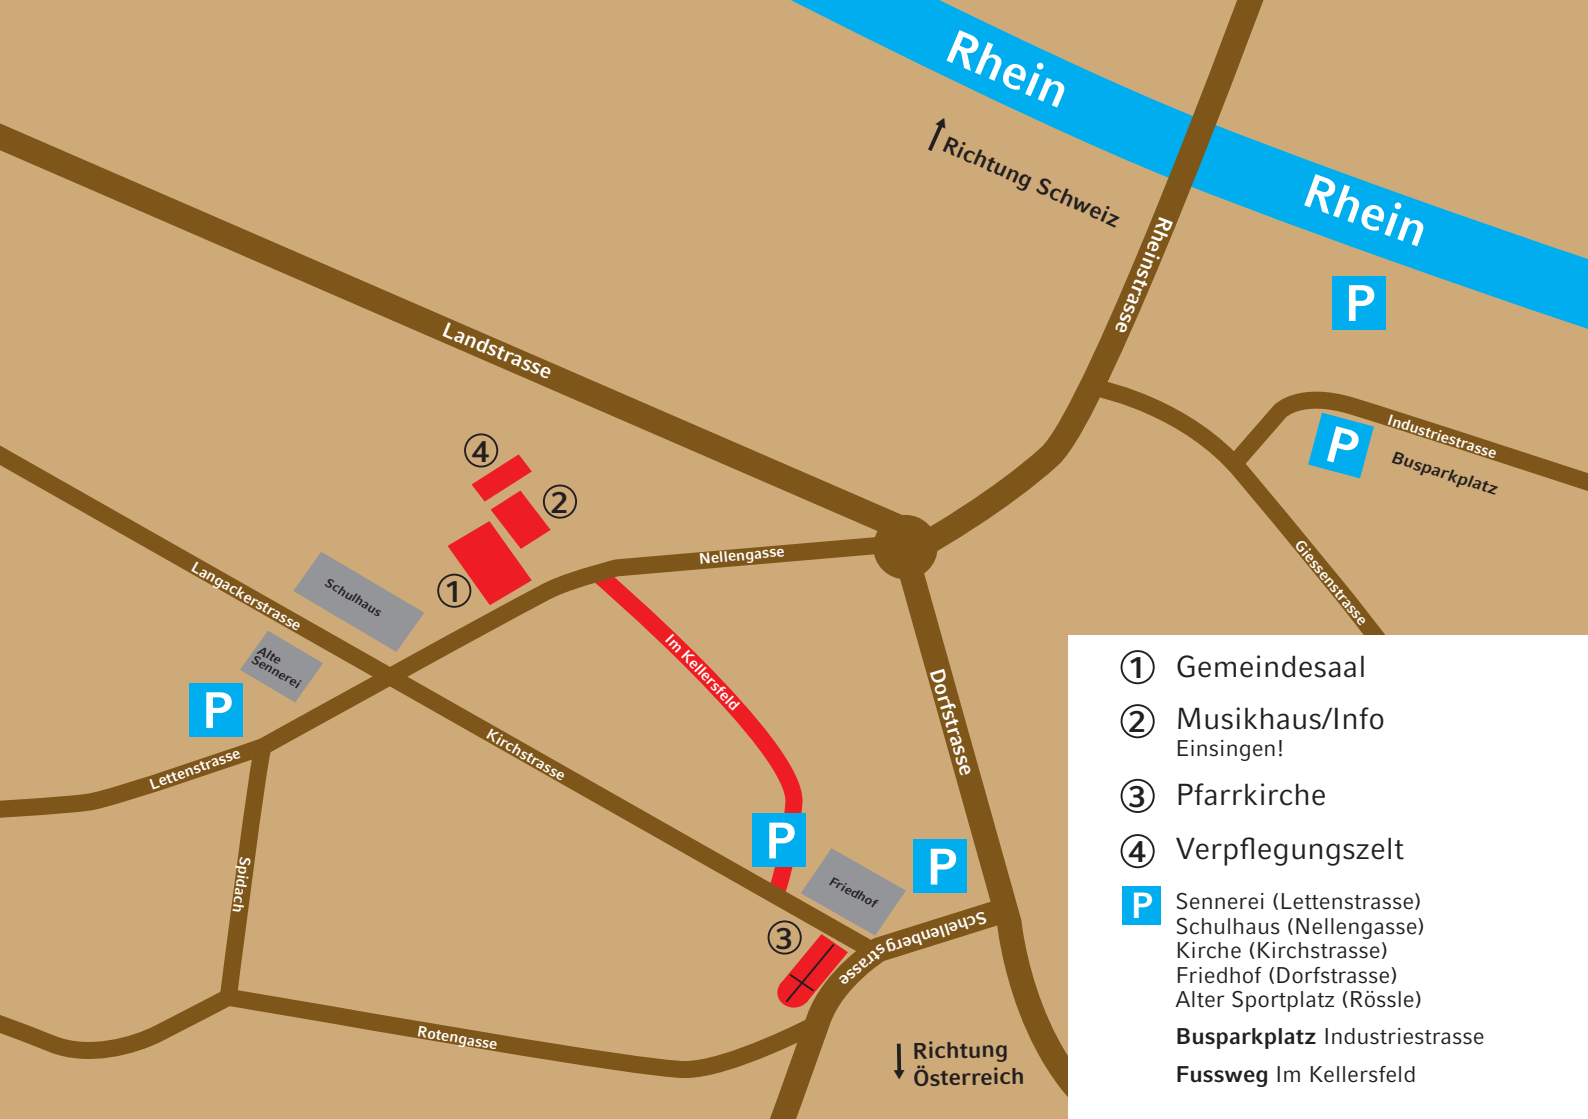 Rhein
Richtung Schweiz
Rhein
Rheinstrasse
P
Landstrasse
Industriestrasse
P
Busparkplatz
4
2
Nellengasse
Giessenstrasse
Langackerstrasse
Schulhaus
1
Alte
Sennerei
P
Im Kellersfeld
Dorfstrasse
Lettenstrasse
Kirchstrasse
P
P
Spidach
Friedhof
3
Schellenbergstrasse
Rotengasse
Richtung
Österreich
1 Gemeindesaal
2 Musikhaus/Info
Einsingen!
3 Pfarrkirche
4 Verpflegungszelt
P Sennerei (Lettenstrasse)
Schulhaus (Nellengasse)
Kirche (Kirchstrasse)
Friedhof (Dorfstrasse)
Alter Sportplatz (Rössle)
Busparkplatz Industriestrasse
Fussweg Im Kellersfeld